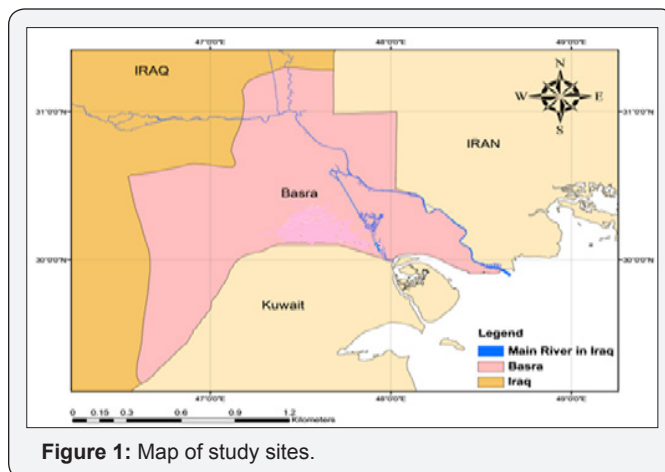 47°0'0"E 48°0'0"E 49°0'0"E
IRAQ
N
W E
S
31°0'0"N 31°0'0"N
IRAN
Basra
30°0'0"N 30°0'0"N
Kuwait
Legend
Main River in Iraq
Basra
Iraq
0 0.15 0.3 0.6 0.9 1.2
Kilometers
47°0'0"E 48°0'0"E 49°0'0"E
Figure 1: Map of study sites.